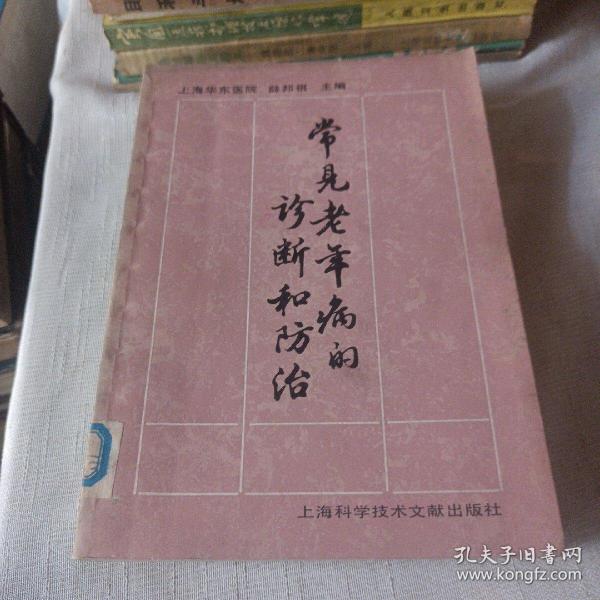 上海华东医院 薛邦祺 主编
常见老年病的
诊断和防治
上海科学技术文献出版社
孔夫子旧书网
www.kongfz.com